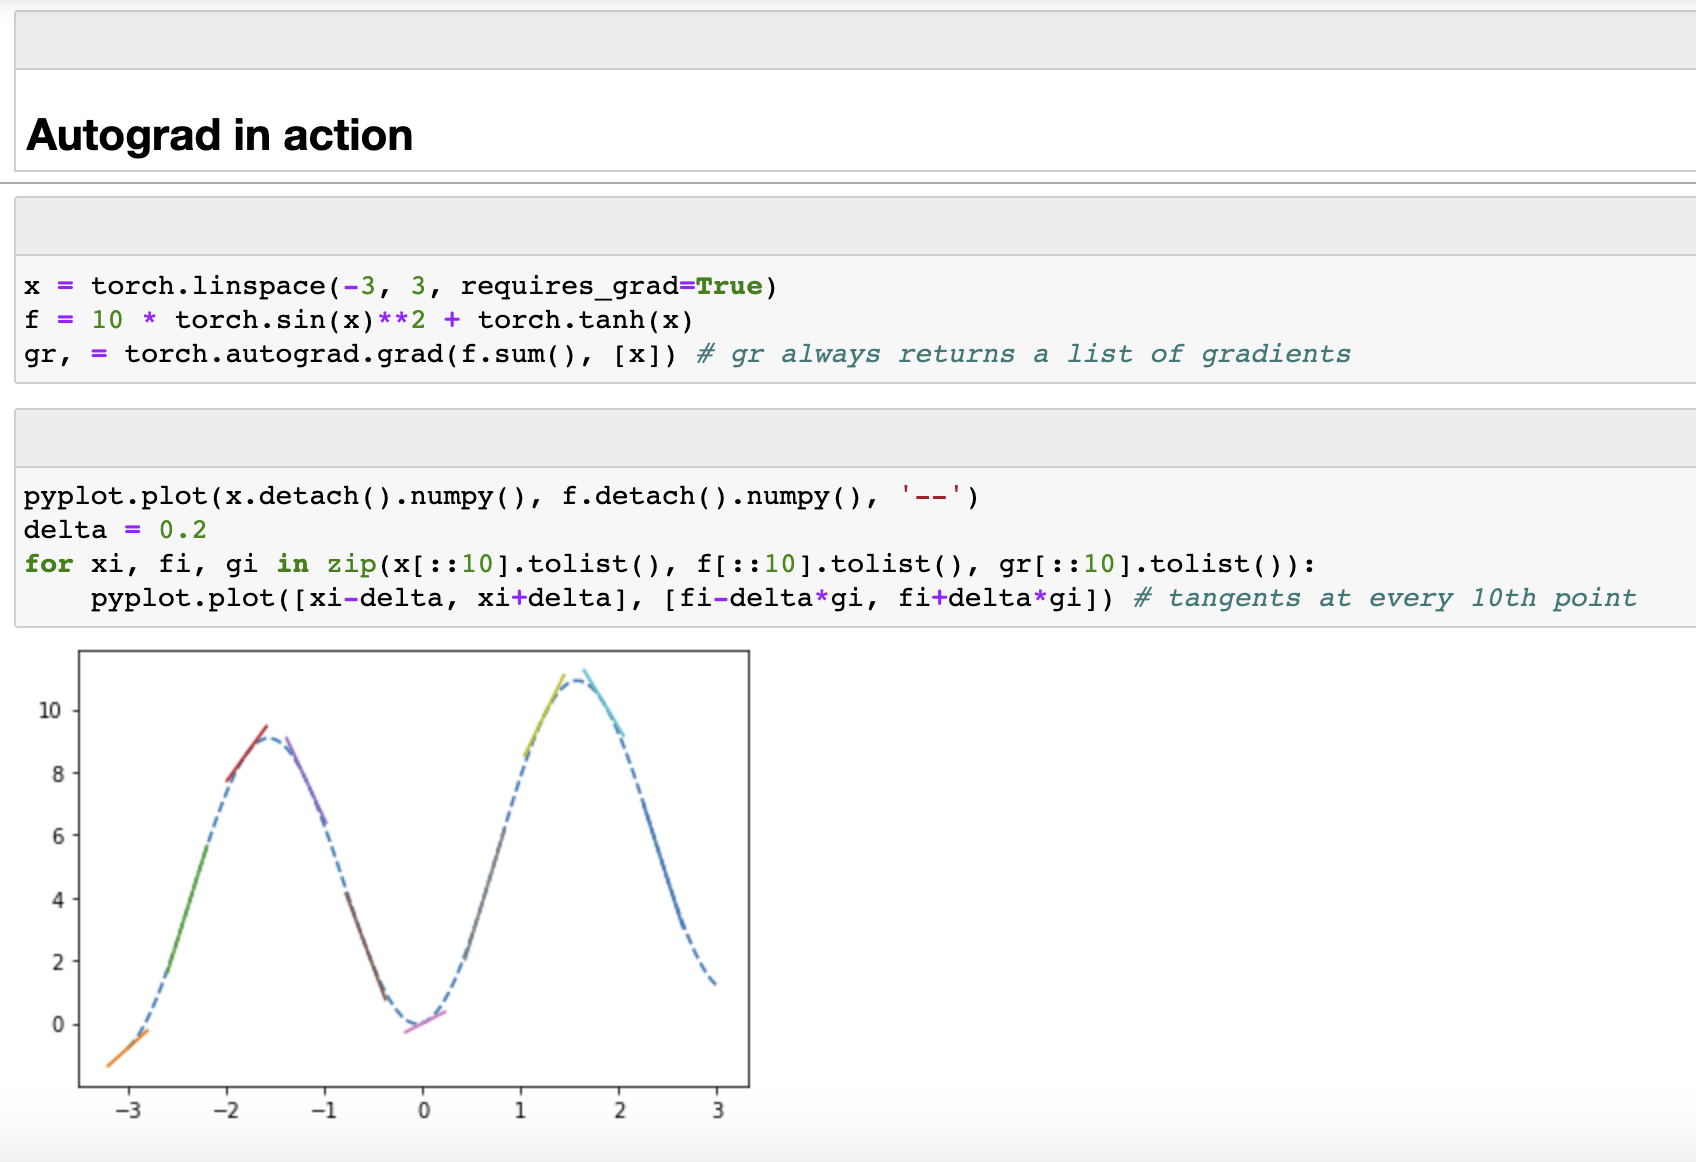 Autograd in action
x = torch.linspace(-3, 3, requires_grad=True)
f = 10 * torch.sin(x)**2 + torch.tanh(x)
gr, = torch.autograd.grad(f.sum(), [x]) # gr always returns a list of gradients
pyplot.plot(x.detach().numpy(), f.detach().numpy(), '--')
delta = 0.2
for xi, fi, gi in zip(x[::10].tolist(), f[::10].tolist(), gr[::10].tolist()):
    pyplot.plot([xi-delta, xi+delta], [fi-delta*gi, fi+delta*gi]) # tangents at every 10th point
10
8
6
4
2
0
−3 −2 −1 0 1 2 3